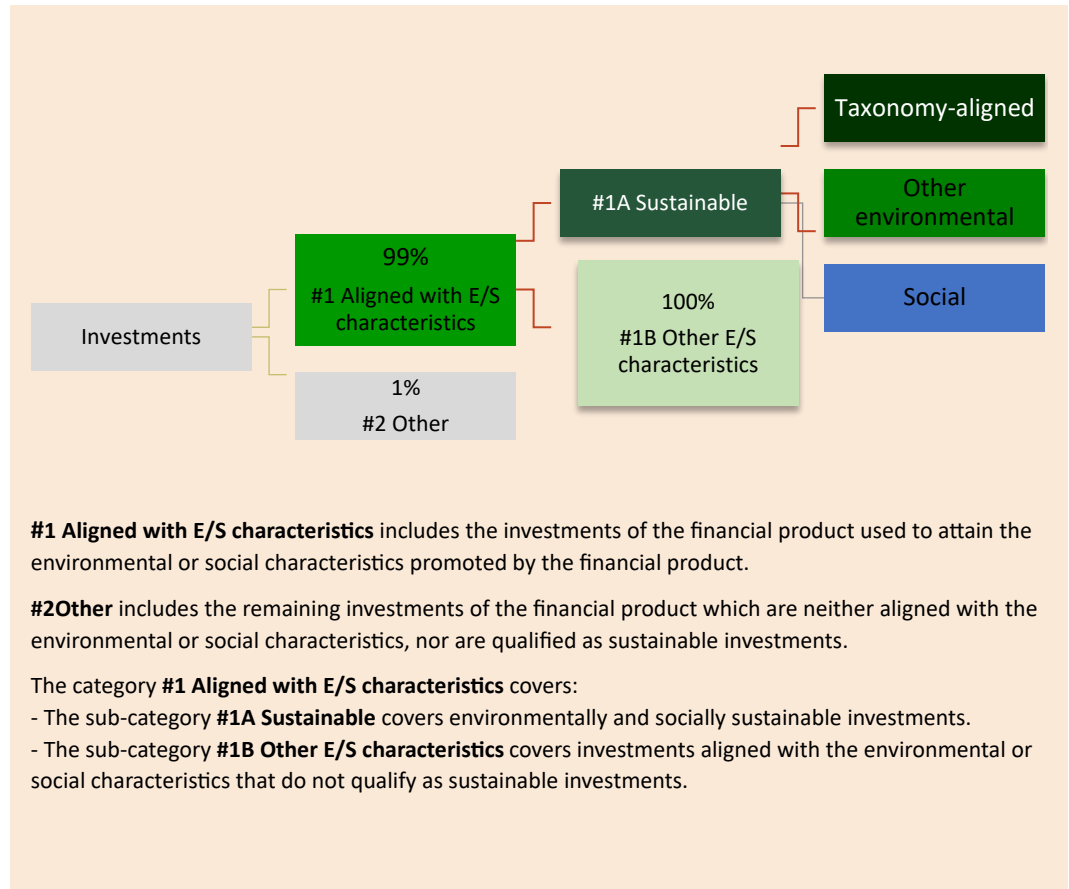 Taxonomy-aligned
#1A Sustainable
Other
environmental
99%
#1 Aligned with E/S
characteristics
100%
#1B Other E/S
characteristics
Social
Investments
1%
#2 Other
#1 Aligned with E/S characteristics includes the investments of the financial product used to attain the
environmental or social characteristics promoted by the financial product.
#2Other includes the remaining investments of the financial product which are neither aligned with the
environmental or social characteristics, nor are qualified as sustainable investments.
The category #1 Aligned with E/S characteristics covers:
- The sub-category #1A Sustainable covers environmentally and socially sustainable investments.
- The sub-category #1B Other E/S characteristics covers investments aligned with the environmental or
social characteristics that do not qualify as sustainable investments.